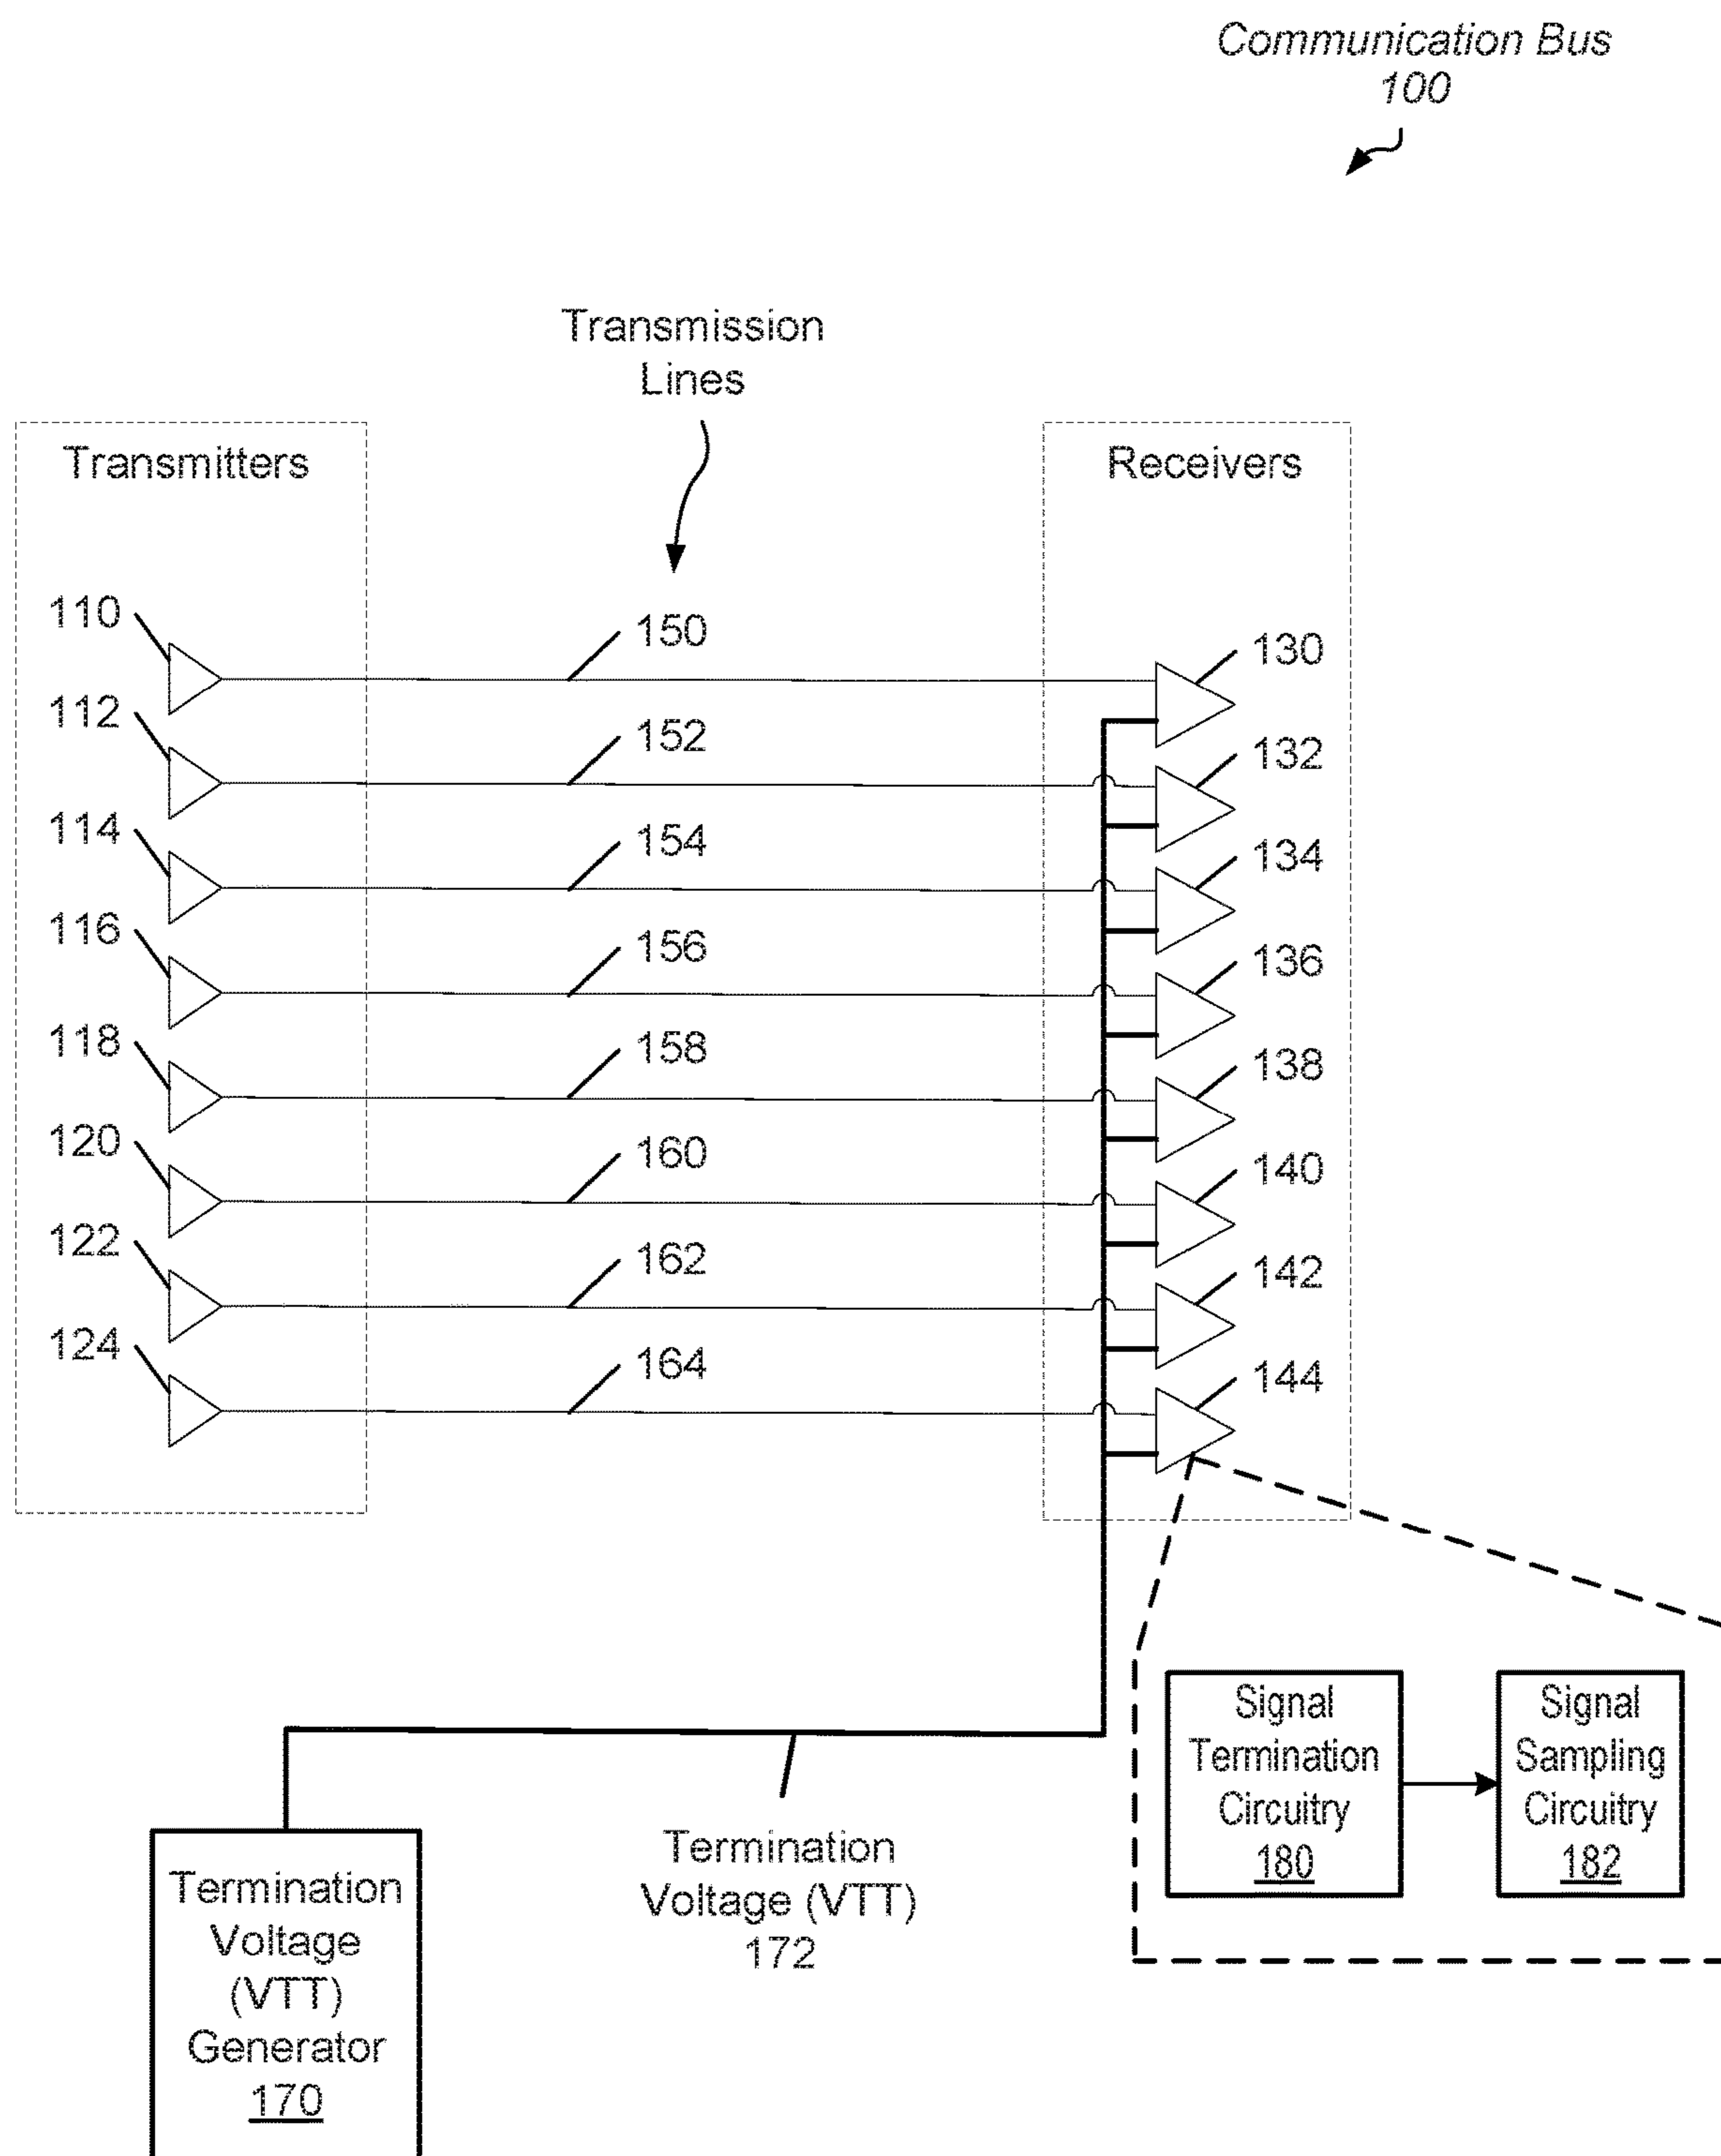 Communication Bus
100
Transmission
Lines
Transmitters
Receivers
110
150
130
112
152
132
114
154
134
116
156
136
118
158
138
120
160
140
122
162
142
124
164
144
Signal
Termination
Circuitry
180
Signal
Sampling
Circuitry
182
Termination
Voltage (VTT)
172
Termination
Voltage
(VTT)
Generator
170